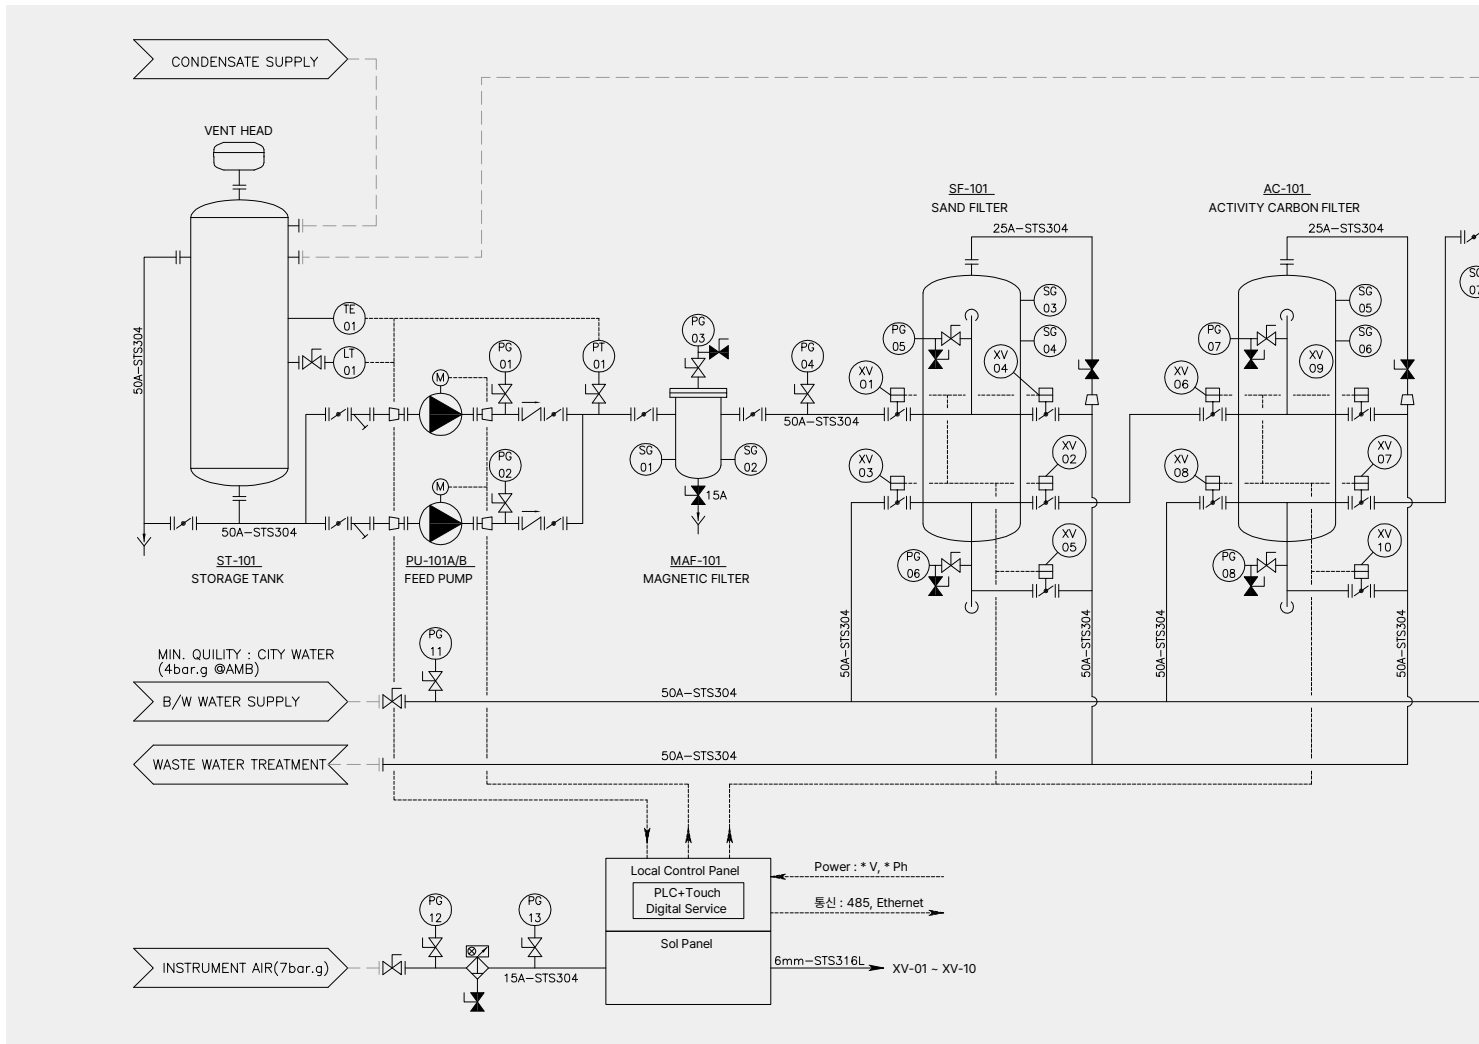 CONDENSATE SUPPLY
VENT HEAD
SF-101
SAND FILTER
AC-101
ACTIVITY CARBON FILTER
25A-STS304
25A-STS304
50A-STS304
TE
01
LT
01
PG
01
PT
01
PG
03
PG
04
PG
05
SG
03
SG
04
XV
04
XV
01
PG
07
SG
05
SG
06
XV
09
XV
06
M
50A-STS304
SG
01
SG
02
XV
03
XV
02
XV
08
XV
07
PG
02
M
15A
50A-STS304
ST-101
STORAGE TANK
PU-101A/B
FEED PUMP
MAF-101
MAGNETIC FILTER
PG
06
XV
05
PG
08
XV
10
50A-STS304
50A-STS304
50A-STS304
50A-STS304
MIN. QUILITY : CITY WATER
(4bar.g @AMB)
PG
11
B/W WATER SUPPLY
50A-STS304
WASTE WATER TREATMENT
50A-STS304
Local Control Panel
PLC+Touch
Digital Service
Sol Panel
Power : * V, * Ph
통신 : 485, Ethernet
PG
12
PG
13
INSTRUMENT AIR(7bar.g)
15A-STS304
6mm-STS316L
XV-01 ~ XV-10